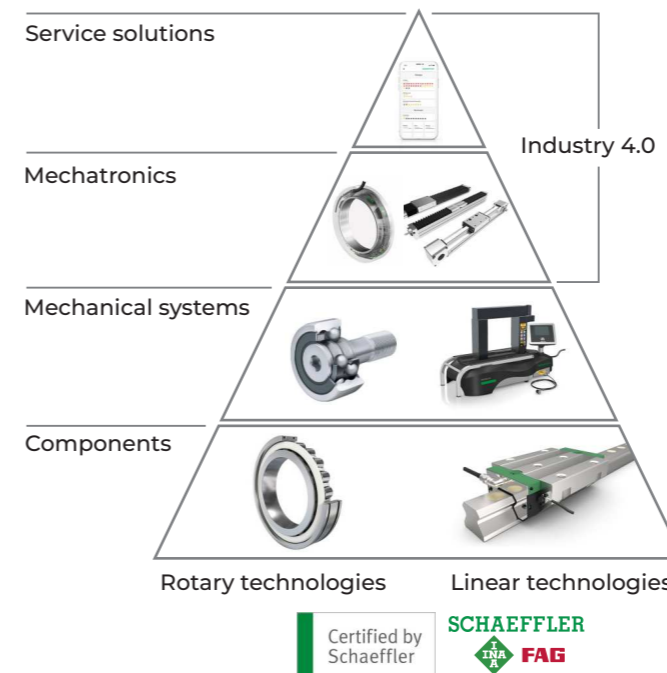 Service solutions
Industry 4.0
Mechatronics
Mechanical systems
Components
Rotary technologies
Linear technologies
Certified by
Schaeffler
SCHAEFFLER
INA
FAG